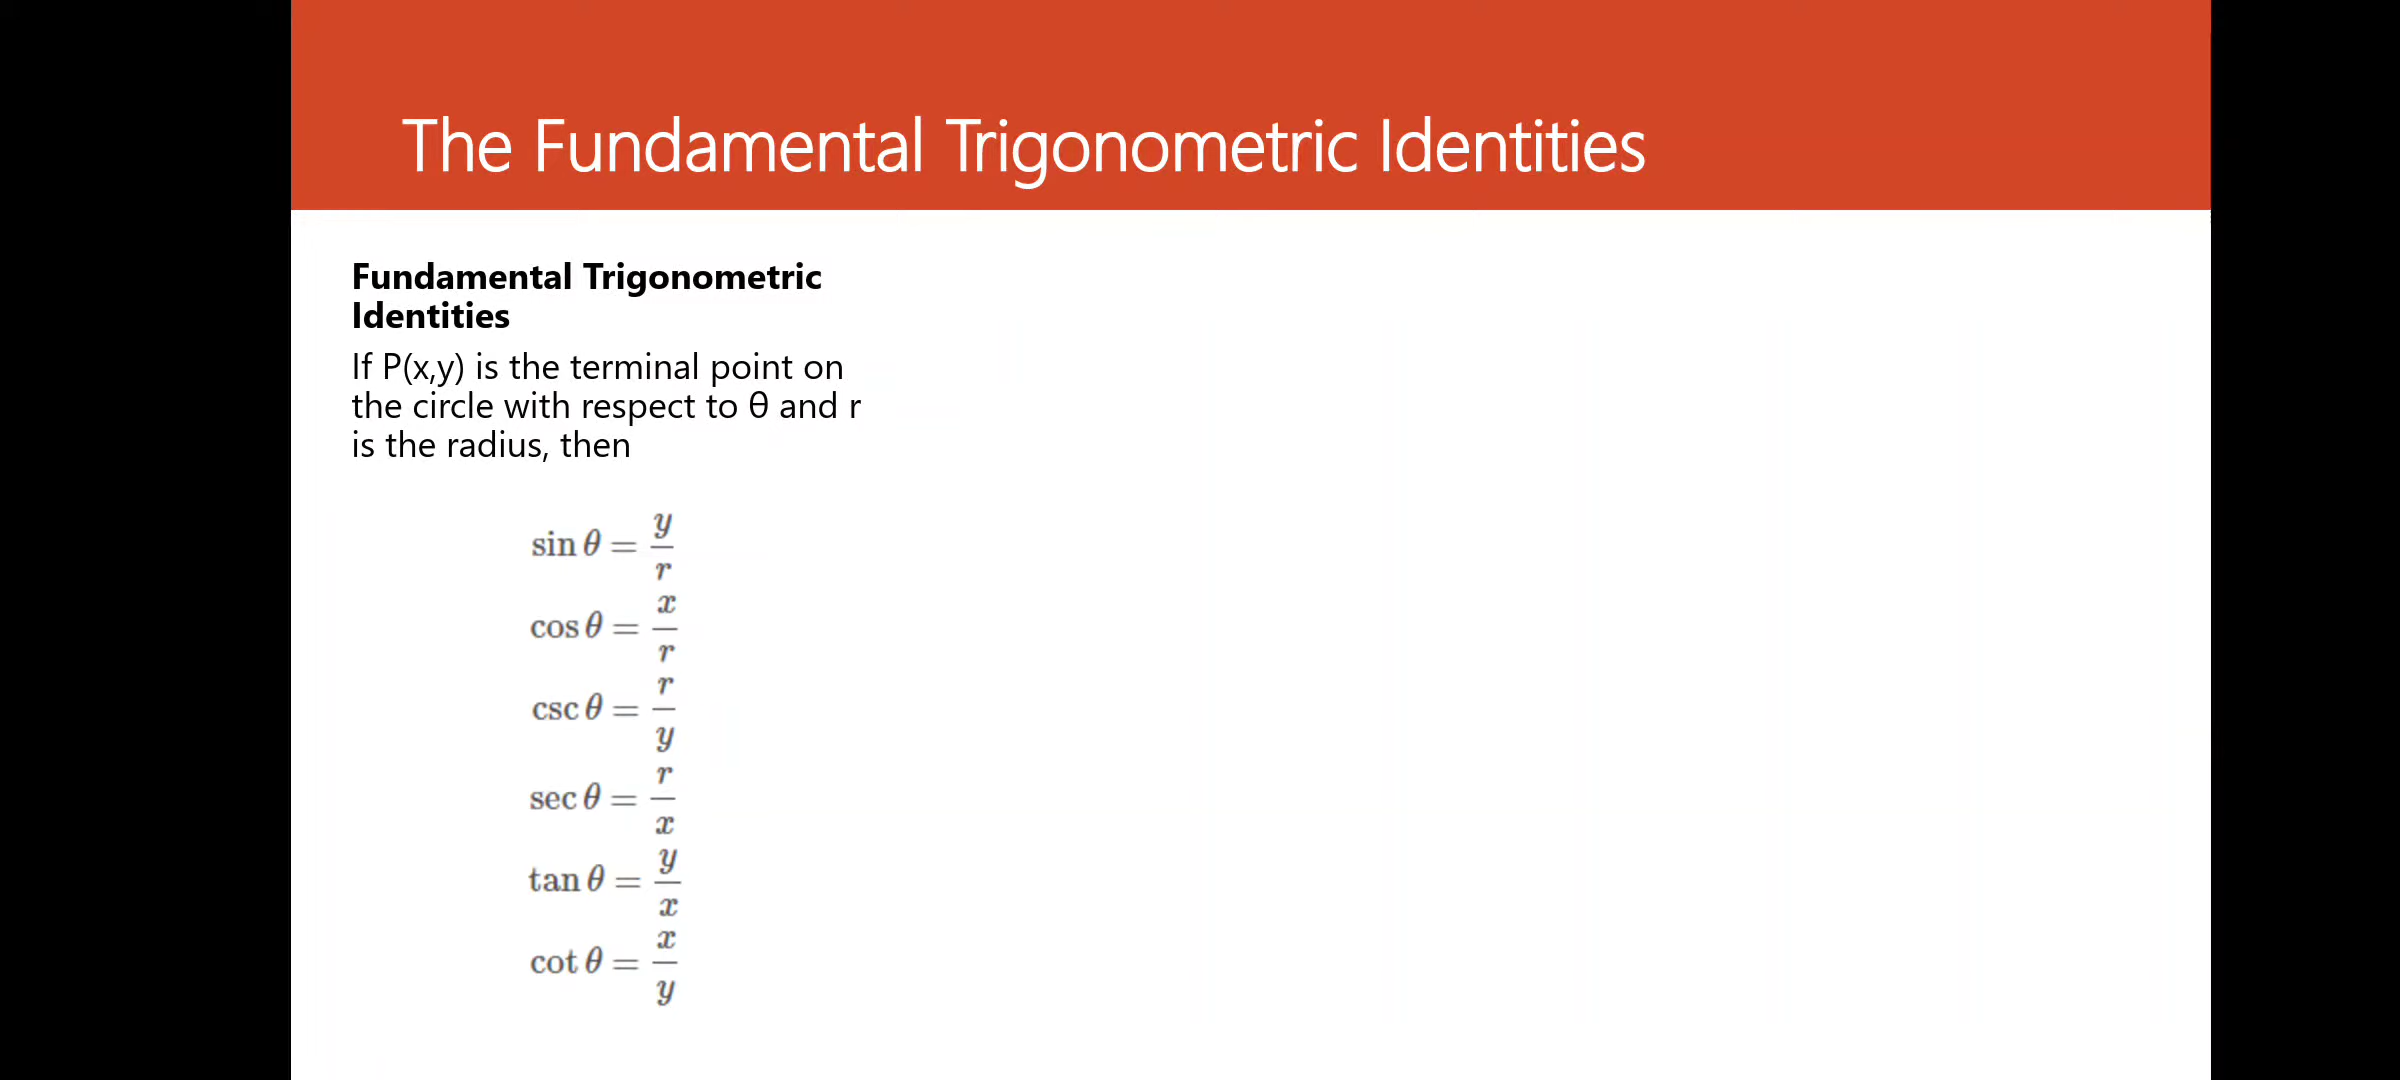 The Fundamental Trigonometric Identities
Fundamental Trigonometric
Identities
If P(x,y) is the terminal point on
the circle with respect to θ and r
is the radius, then
sin θ = y/r
cos θ = x/r
csc θ = r/y
sec θ = r/x
tan θ = y/x
cot θ = x/y